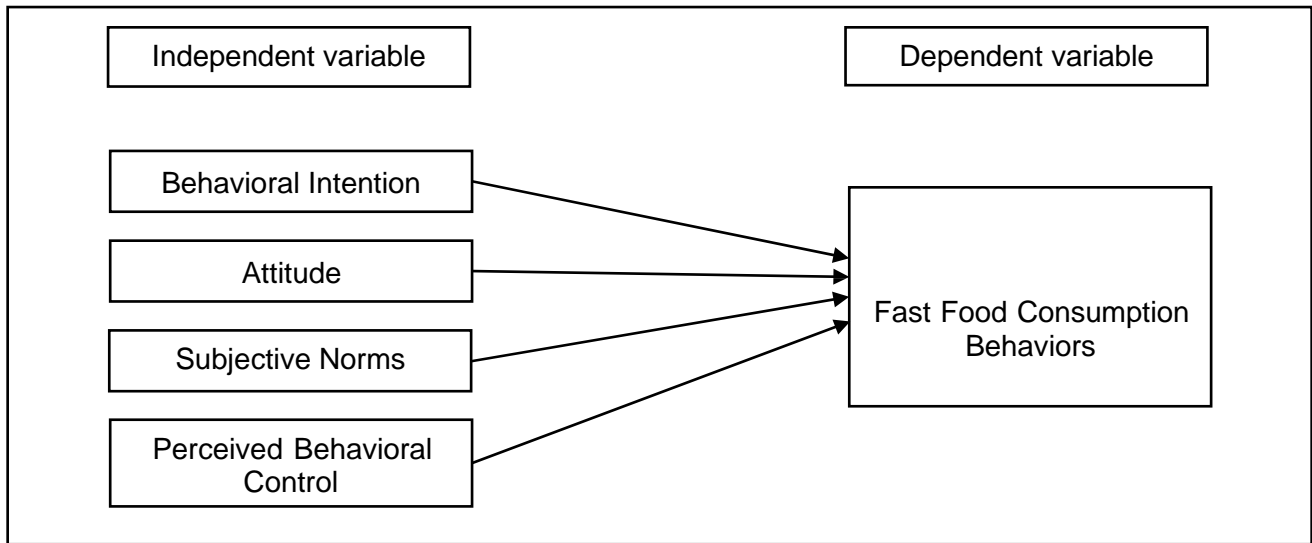 Independent variable
Dependent variable
Behavioral Intention
Attitude
Subjective Norms
Perceived Behavioral
Control
Fast Food Consumption
Behaviors